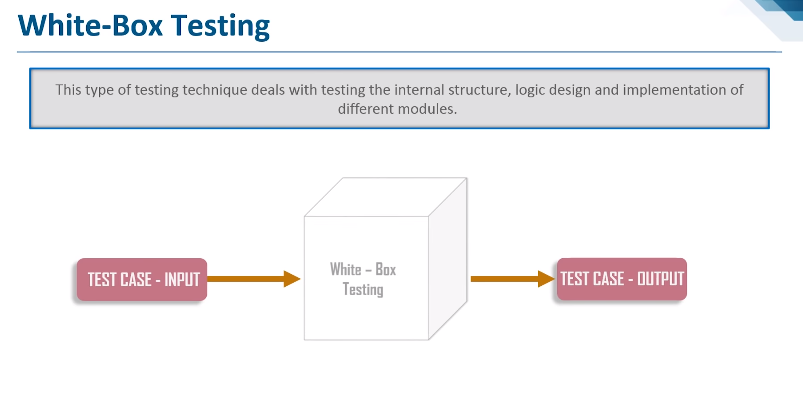 White-Box Testing
This type of testing technique deals with testing the internal structure, logic design and implementation of
different modules.
TEST CASE - INPUT
White – Box
Testing
TEST CASE - OUTPUT